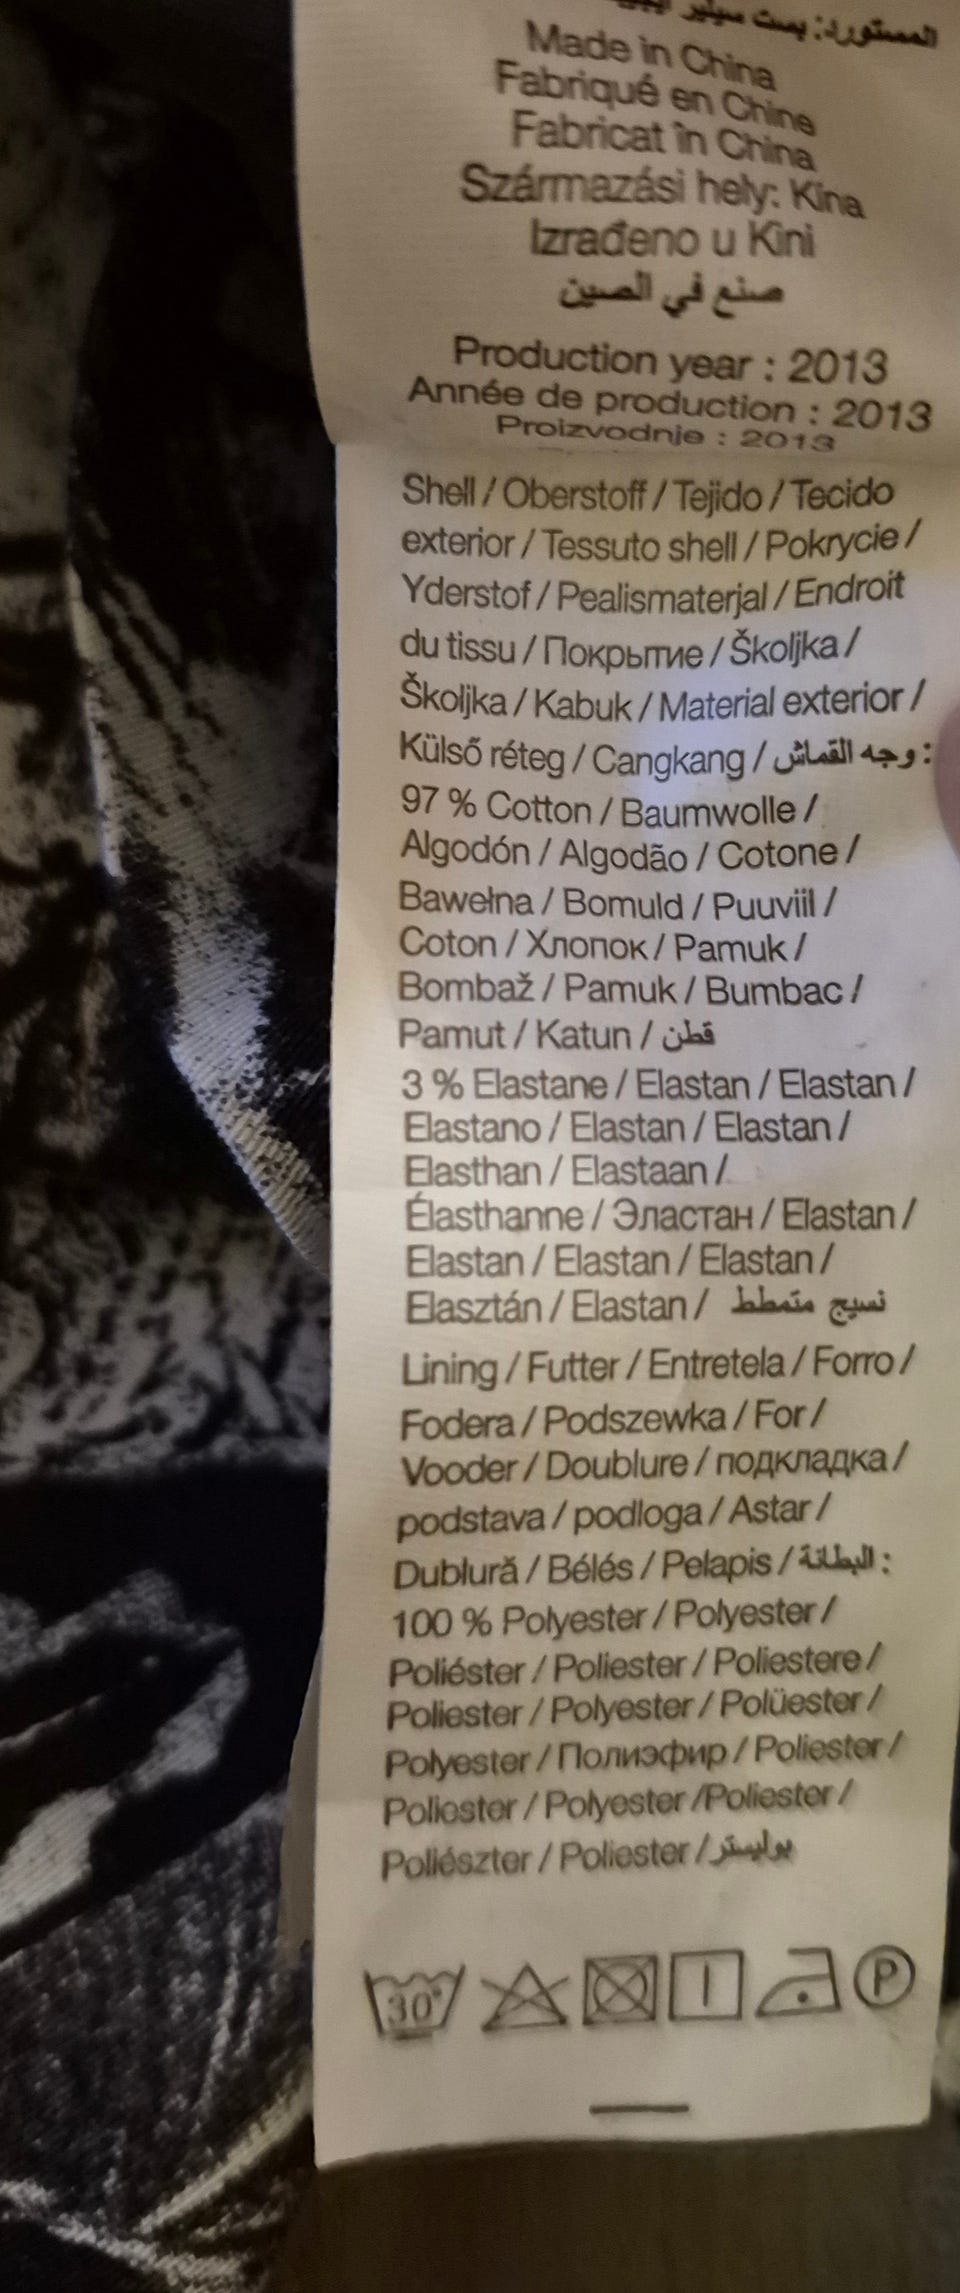 المستورد: بست سيلر
Made in China
Fabriqué en Chine
Fabricat în China
Származási hely: Kína
Izrađeno u Kini
صنع في الصين
Production year : 2013
Année de production : 2013
Proizvodnje : 2013
Shell / Oberstoff / Tejido / Tecido
exterior / Tessuto shell / Pokrycie /
Yderstof / Pealismaterjal / Endroit
du tissu / Покрытие / Školjka /
Školjka / Kabuk / Material exterior /
Külső réteg / Cangkang / وجه القماش :
97 % Cotton / Baumwolle /
Algodón / Algodão / Cotone /
Bawełna / Bomuld / Puuviil /
Coton / Хлопок / Pamuk /
Bombaž / Pamuk / Bumbac /
Pamut / Katun / قطن
3 % Elastane / Elastan / Elastan /
Elastano / Elastan / Elastan /
Elasthan / Elastaan /
Élasthanne / Эластан / Elastan /
Elastan / Elastan / Elastan /
Elasztán / Elastan / نسيج متمطط
Lining / Futter / Entretela / Forro /
Fodera / Podszewka / For /
Vooder / Doublure / подкладка /
podstava / podloga / Astar /
Dublură / Bélés / Pelapis / البطانة :
100 % Polyester / Polyester /
Poliéster / Poliester / Poliestere /
Poliester / Polyester / Polüester /
Polyester / Полиэфир / Poliester /
Poliester / Polyester /Poliester /
Poliészter / Poliester / بوليستر
30° P